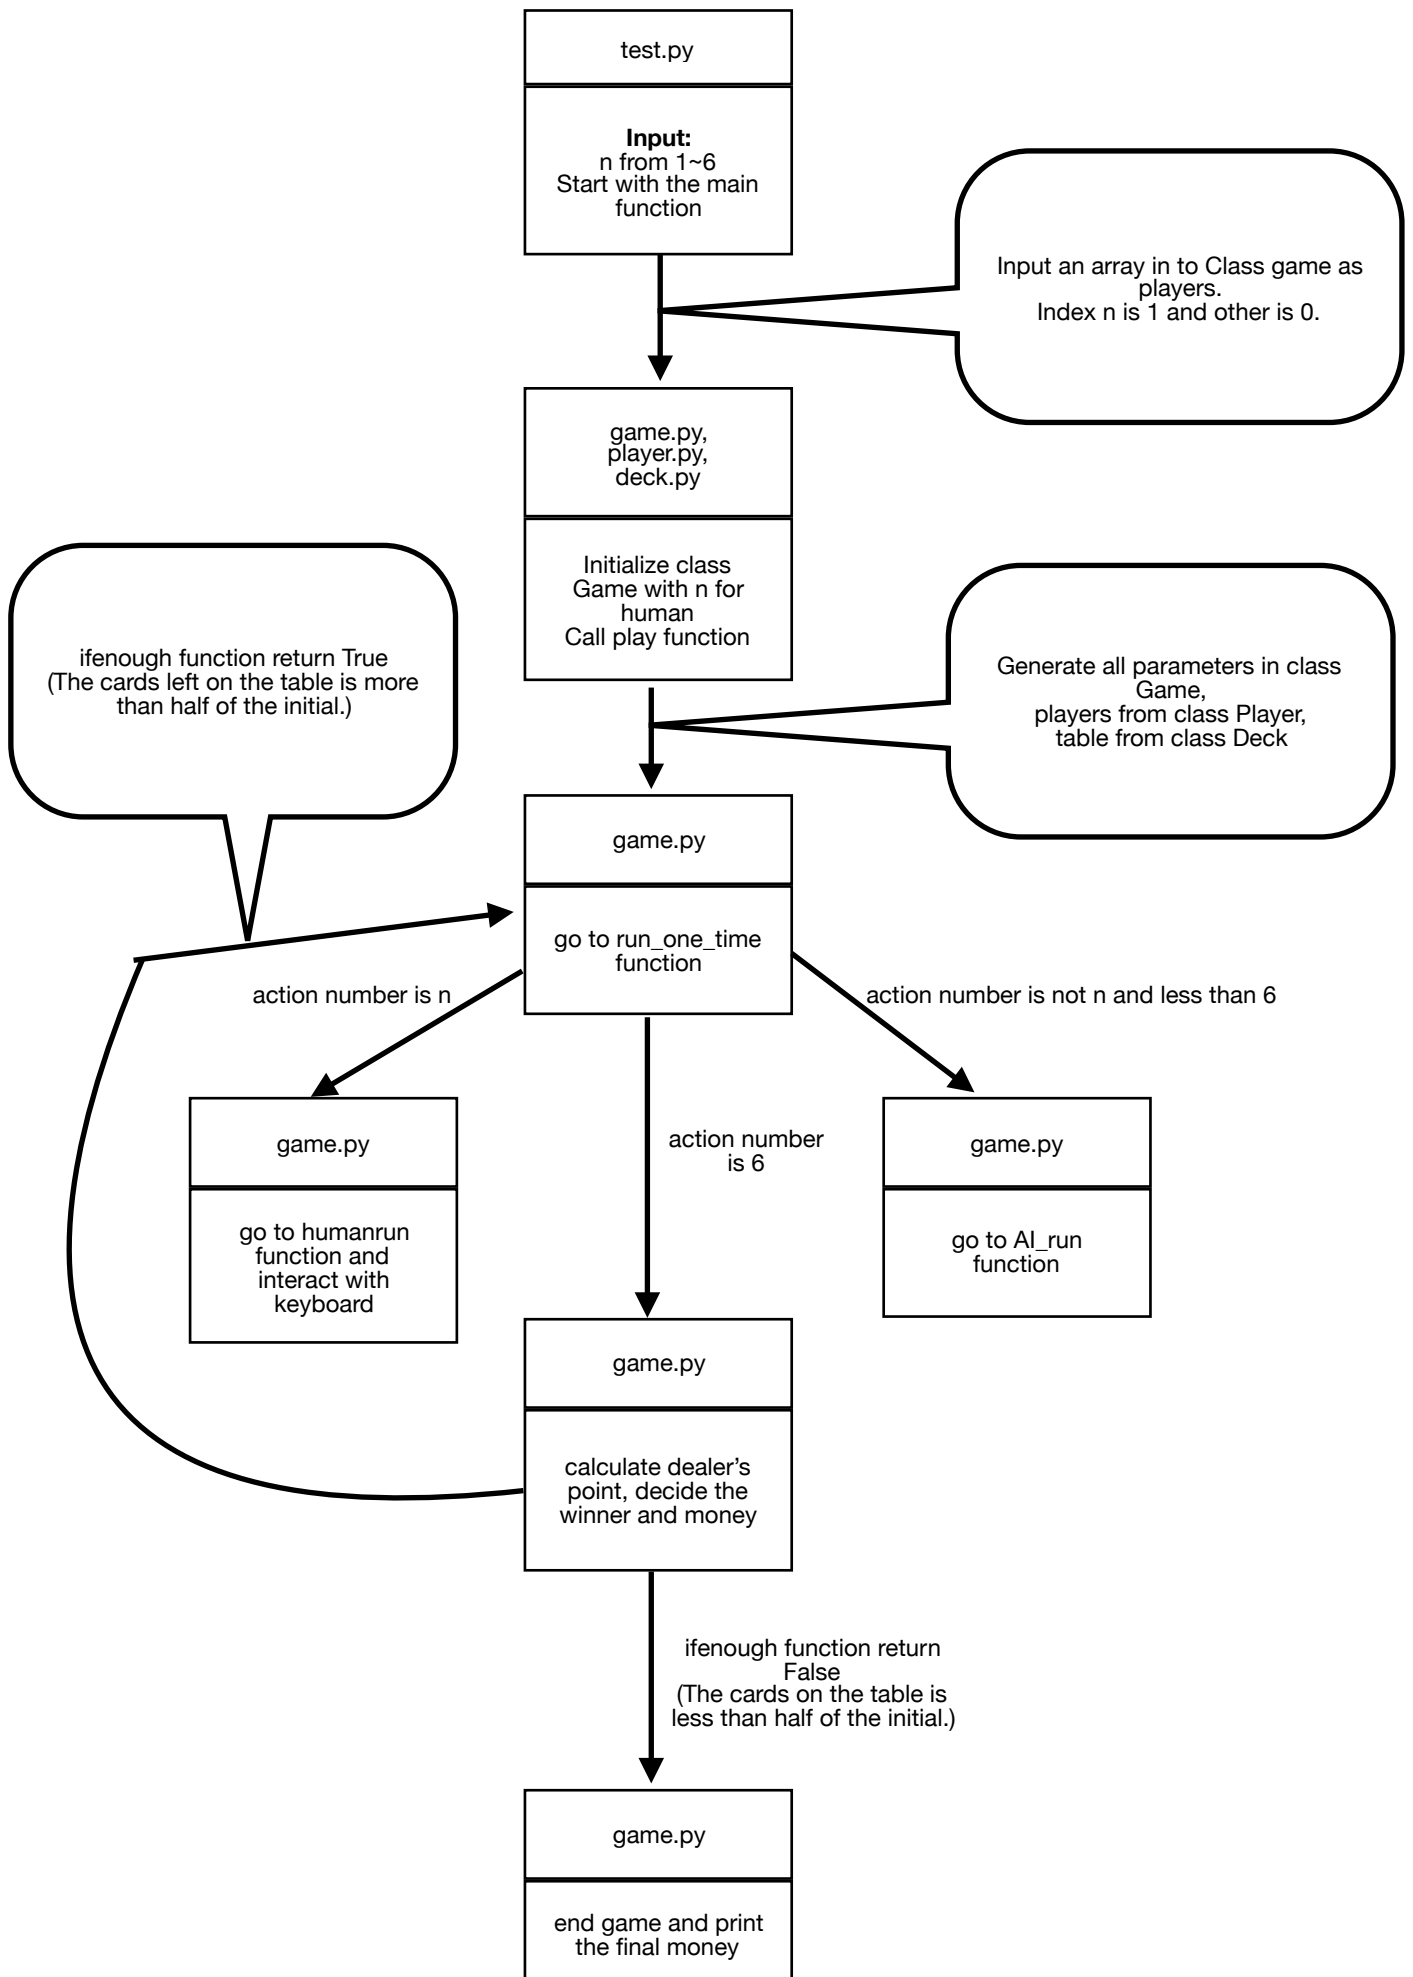 test.py
Input:
n from 1~6
Start with the main
function
Input an array in to Class game as
players.
Index n is 1 and other is 0.
game.py,
player.py,
deck.py
Initialize class
Game with n for
human
Call play function
ifenough function return True
(The cards left on the table is more
than half of the initial.)
Generate all parameters in class
Game,
players from class Player,
table from class Deck
game.py
go to run_one_time
function
action number is n
action number is not n and less than 6
game.py
go to humanrun
function and
interact with
keyboard
action number
is 6
game.py
go to AI_run
function
game.py
calculate dealer’s
point, decide the
winner and money
ifenough function return
False
(The cards on the table is
less than half of the initial.)
game.py
end game and print
the final money